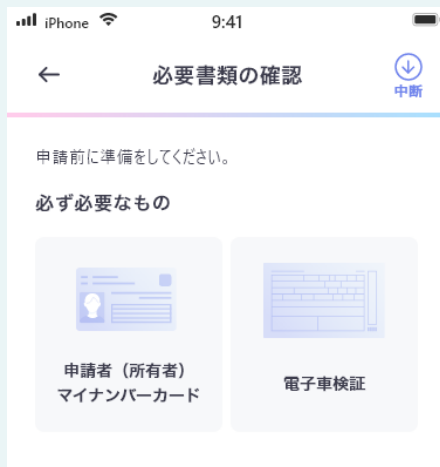 iPhone 9:41
必要書類の確認
中断
申請前に準備をしてください。
必ず必要なもの
申請者（所有者）
マイナンバーカード
電子車検証